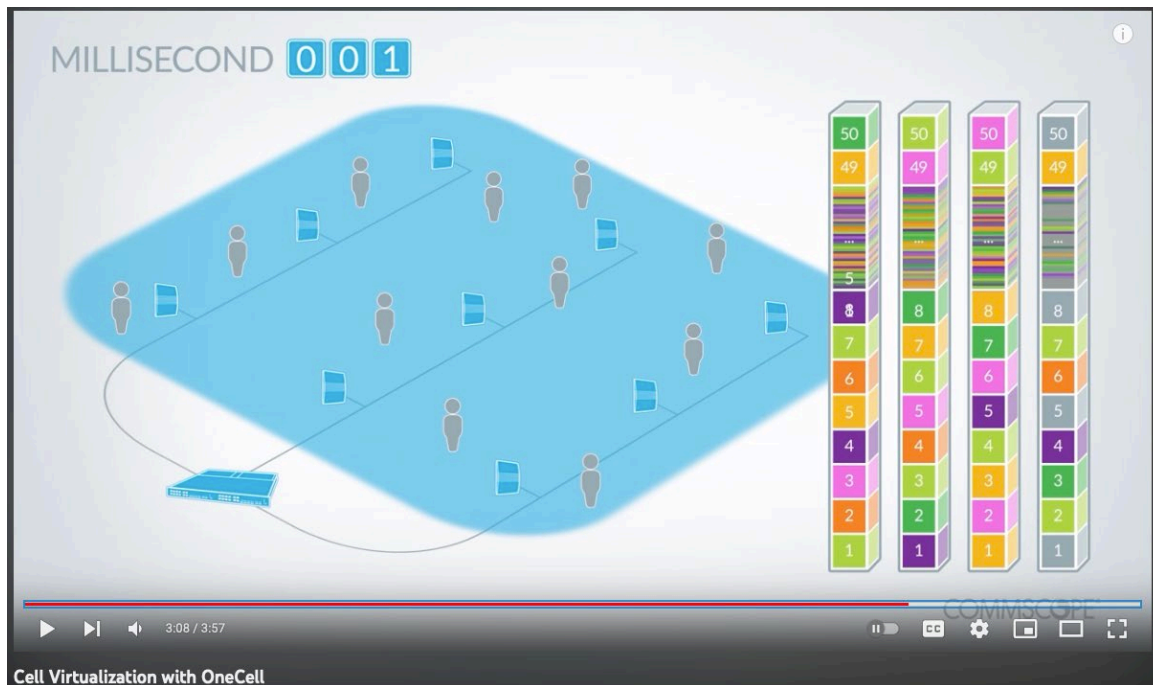 MILLISECOND 001
50 50 50 50
49 49 49 49
... ... ... ...
5
8 8 8
7 7 7 7
6 6 6 6
5 5 5 5
4 4 4 4
3 3 3 3
2 2 2 2
1 1 1 1
COMMSCOPE®
3:08 / 3:57
CC
Cell Virtualization with OneCell